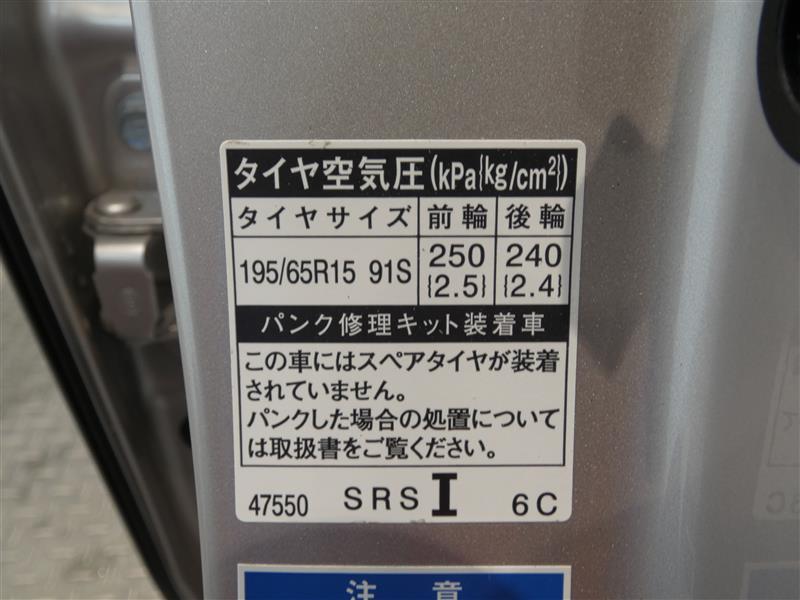 タイヤ空気圧(kPa{kg/cm²})
タイヤサイズ 前輪 後輪
195/65R15 91S 250 {2.5} 240 {2.4}
パンク修理キット装着車
この車にはスペアタイヤが装着
されていません。
パンクした場合の処置について
は取扱書をご覧ください。
47550 SRS I 6C
注意